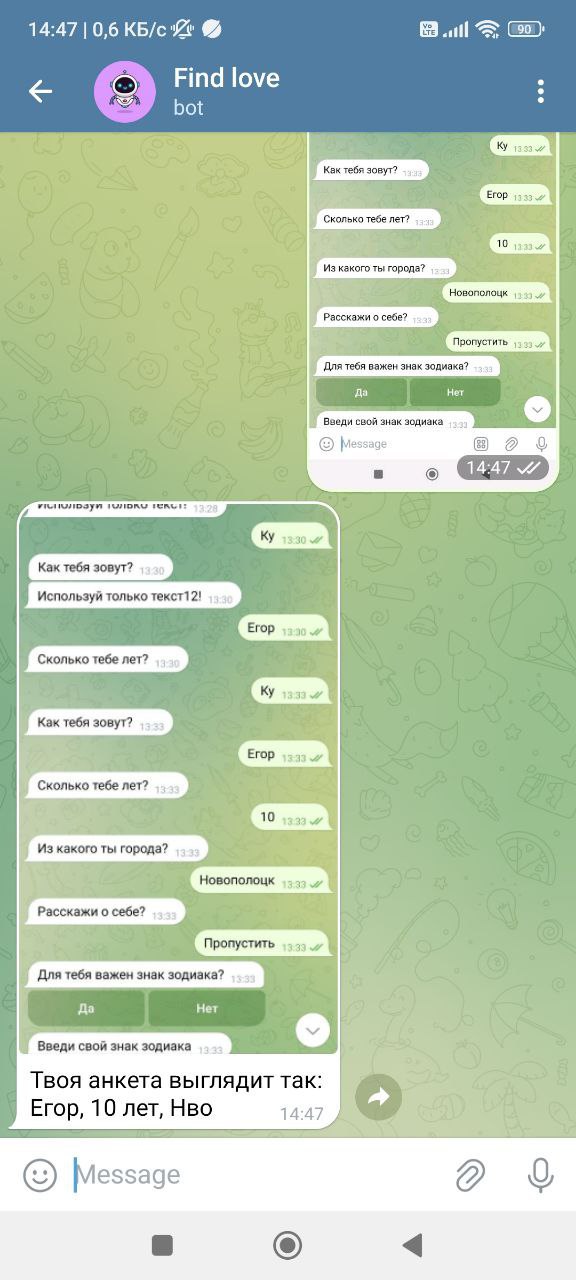 14:47 | 0,6 КБ/с
Vo LTE
90
Find love
bot
Ку 13:33
Как тебя зовут? 13:33
Егор 13:33
Сколько тебе лет? 13:33
10 13:33
Из какого ты города? 13:33
Новополоцк 13:33
Расскажи о себе? 13:33
Пропустить 13:33
Для тебя важен знак зодиака? 13:33
Да Нет
Введи свой знак зодиака 13:33
Message
14:47
Используй только текст! 13:28
Ку 13:30
Как тебя зовут? 13:30
Используй только текст12! 13:30
Егор 13:30
Сколько тебе лет? 13:30
Ку 13:33
Как тебя зовут? 13:33
Егор 13:33
Сколько тебе лет? 13:33
10 13:33
Из какого ты города? 13:33
Новополоцк 13:33
Расскажи о себе? 13:33
Пропустить 13:33
Для тебя важен знак зодиака? 13:33
Да Нет
Введи свой знак зодиака 13:33
Твоя анкета выглядит так:
Егор, 10 лет, Нво 14:47
Message